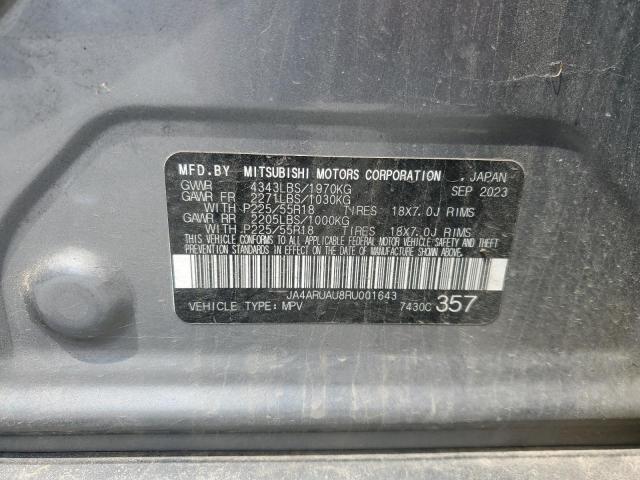 MFD.BY MITSUBISHI MOTORS CORPORATION , JAPAN
GVWR 4343LBS/1970KG SEP 2023
GAWR FR 2271LBS/1030KG
WITH P225/55R18 TIRES 18X7.0J RIMS
GAWR RR 2205LBS/1000KG
WITH P225/55R18 TIRES 18X7.0J RIMS
THIS VEHICLE CONFORMS TO ALL APPLICABLE FEDERAL MOTOR VEHICLE SAFETY AND THEFT
PREVENTION STANDARDS IN EFFECT ON THE DATE OF MANUFACTURE SHOWN ABOVE.
JA4ARUAU8RU001643
VEHICLE TYPE: MPV 7430C 357